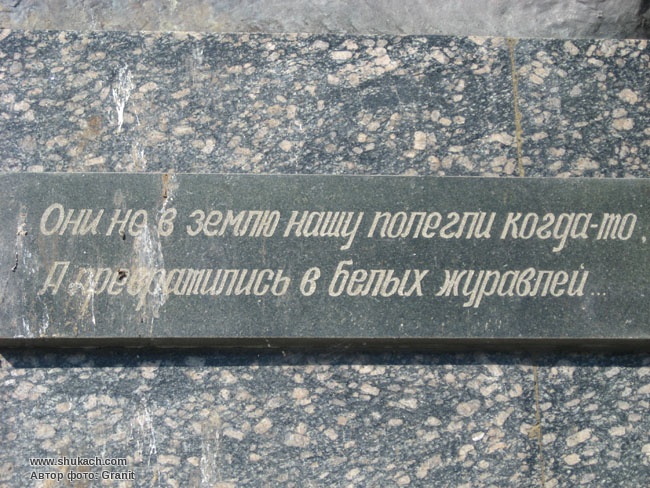 Они не в землю нашу полегли когда-то,
А превратились в белых журавлей...
www.shukach.com
Автор фото: Granit